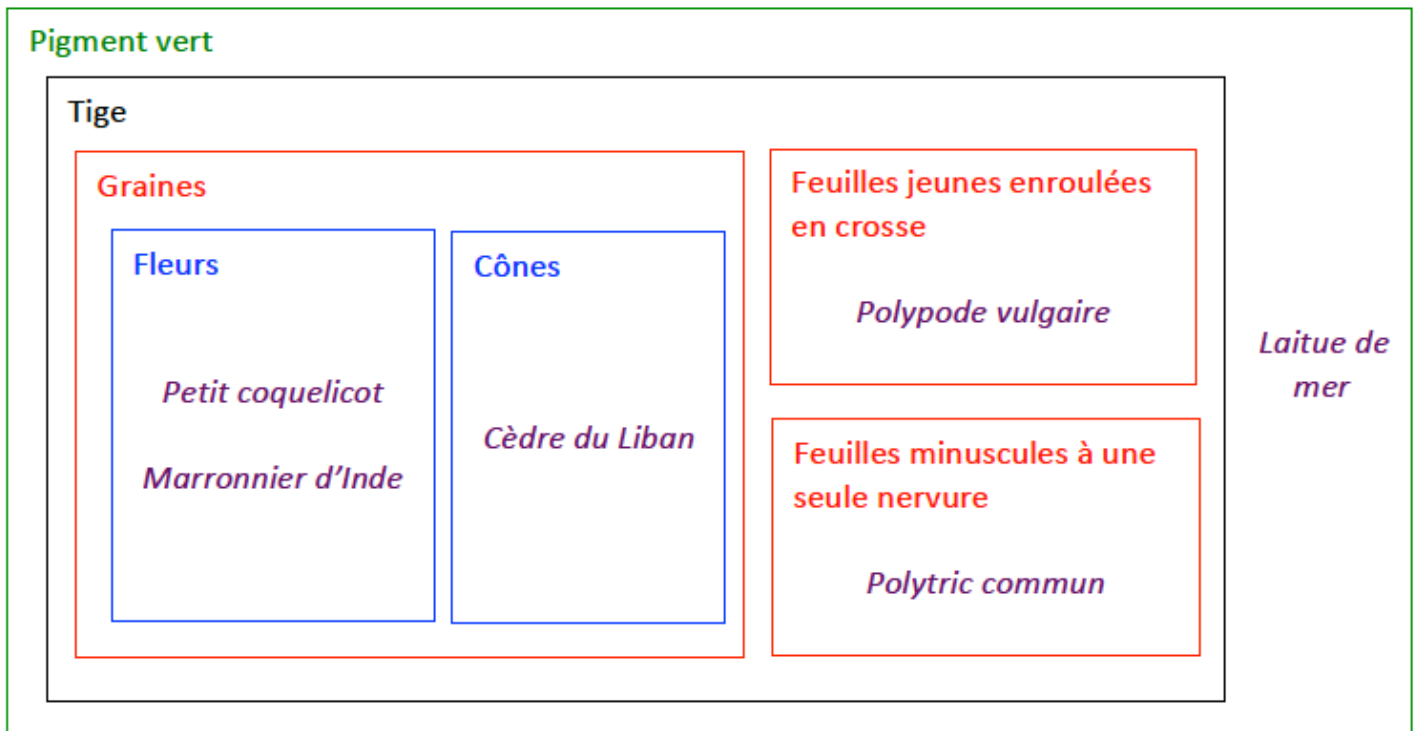 Pigment vert
Tige
Graines
Fleurs
Petit coquelicot
Marronnier d’Inde
Cônes
Cèdre du Liban
Feuilles jeunes enroulées
en crosse
Polypode vulgaire
Feuilles minuscules à une
seule nervure
Polytric commun
Laitue de
mer